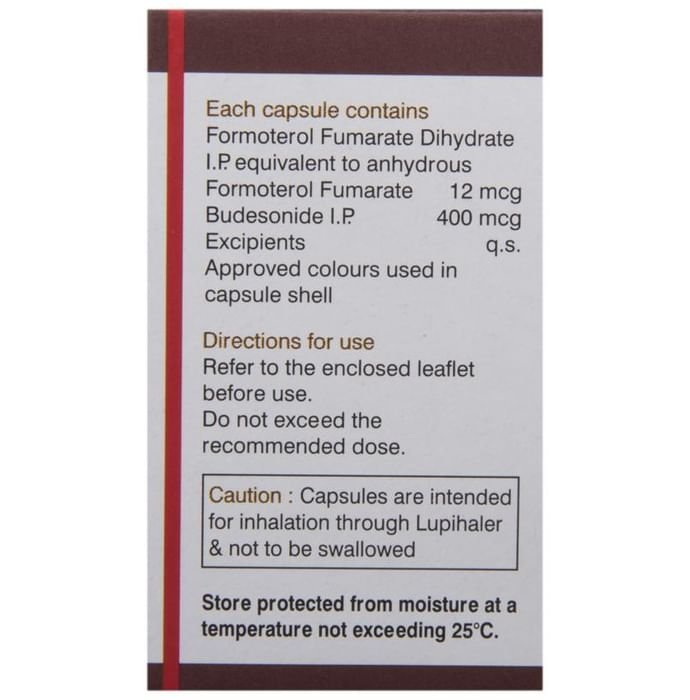 Each capsule contains
Formoterol Fumarate Dihydrate
I.P. equivalent to anhydrous
Formoterol Fumarate 12 mcg
Budesonide I.P. 400 mcg
Excipients q.s.
Approved colours used in
capsule shell
Directions for use
Refer to the enclosed leaflet
before use.
Do not exceed the
recommended dose.
Caution : Capsules are intended
for inhalation through Lupihaler
& not to be swallowed
Store protected from moisture at a
temperature not exceeding 25°C.